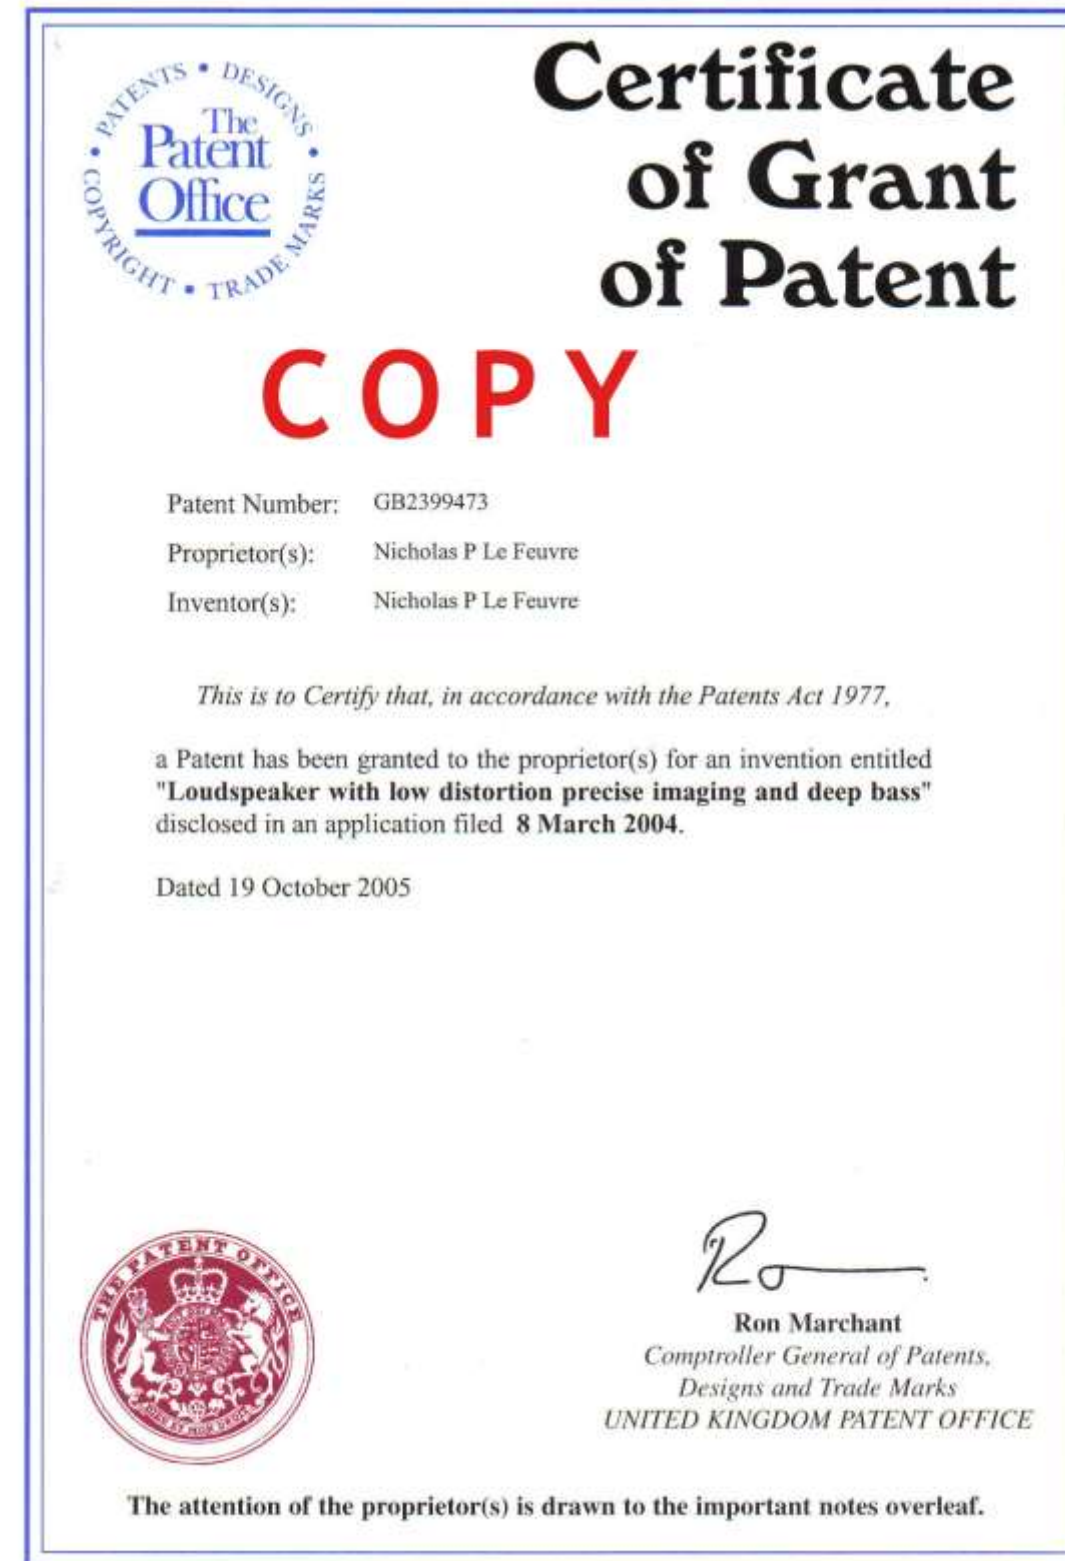 PATENTS • DESIGNS • TRADE MARKS • COPYRIGHT •
The
Patent
Office
Certificate
of Grant
of Patent
COPY
Patent Number: GB2399473
Proprietor(s): Nicholas P Le Feuvre
Inventor(s): Nicholas P Le Feuvre
This is to Certify that, in accordance with the Patents Act 1977,
a Patent has been granted to the proprietor(s) for an invention entitled
"Loudspeaker with low distortion precise imaging and deep bass"
disclosed in an application filed 8 March 2004.
Dated 19 October 2005
THE PATENT OFFICE
DIEU ET MON DROIT
Ron Marchant
Comptroller General of Patents,
Designs and Trade Marks
UNITED KINGDOM PATENT OFFICE
The attention of the proprietor(s) is drawn to the important notes overleaf.